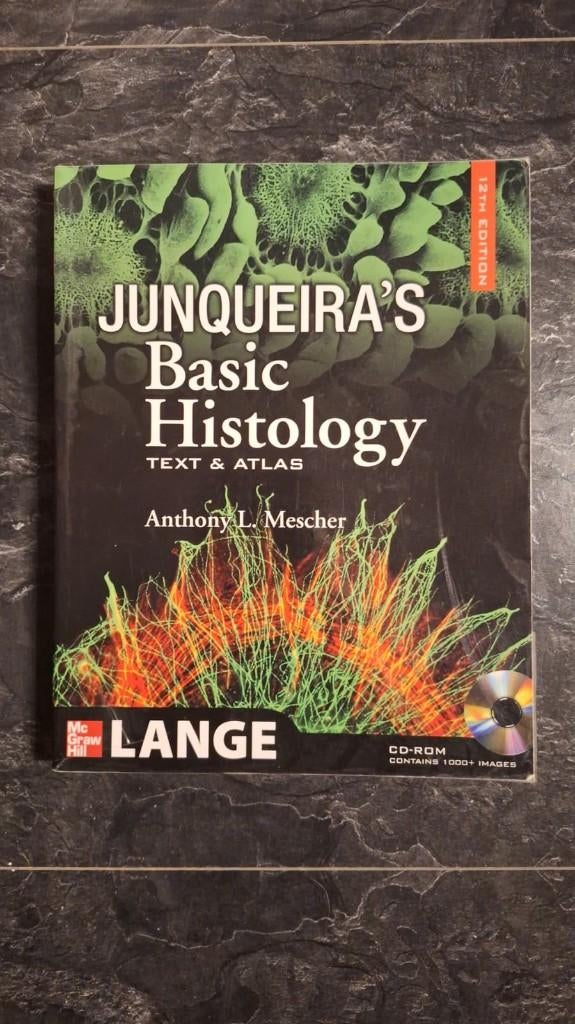 12TH EDITION
JUNQUEIRA'S
Basic
Histology
TEXT & ATLAS
Anthony L. Mescher
Mc
Graw
Hill
LANGE
CD-ROM
CONTAINS 1000+ IMAGES